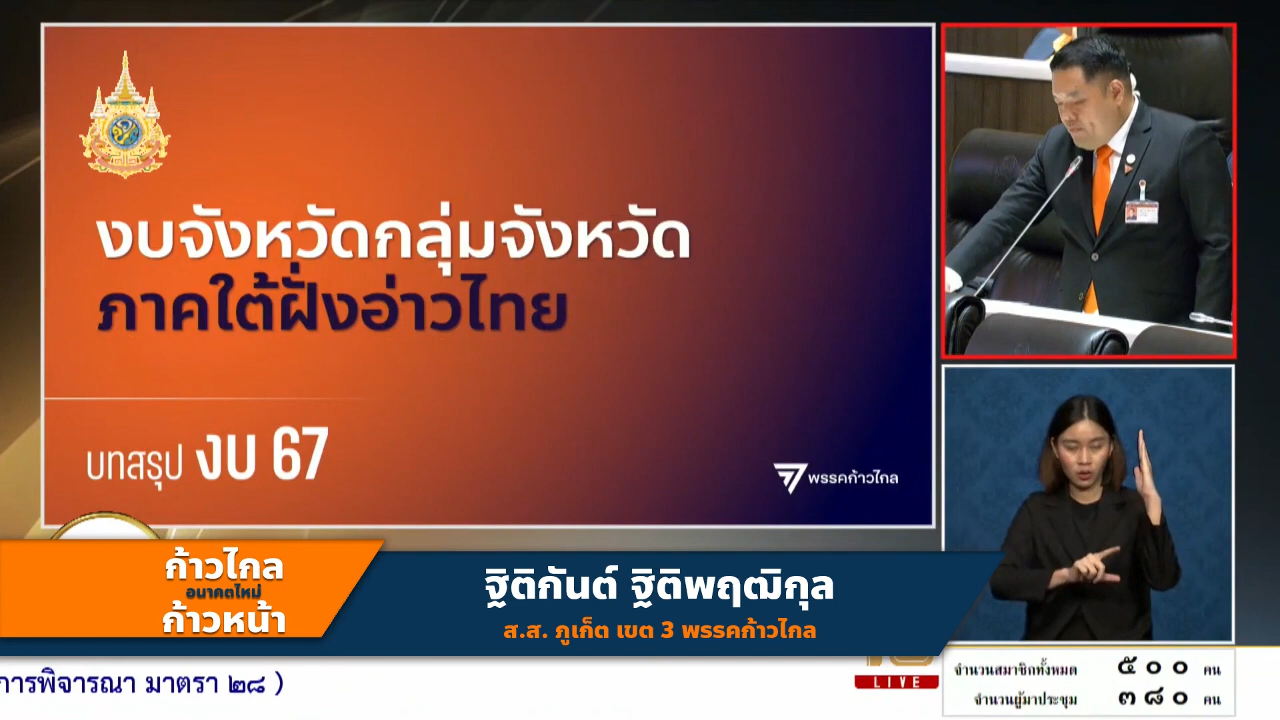 งบจังหวัดกลุ่มจังหวัด
ภาคใต้ฝั่งอ่าวไทย
บทสรุป งบ 67
พรรคก้าวไกล
ก้าวไกล
อนาคตใหม่
ก้าวหน้า
ฐิติกันต์ ฐิติพฤฒิกุล
ส.ส. ภูเก็ต เขต 3 พรรคก้าวไกล
การพิจารณา มาตรา ๒๘ )
LIVE
จำนวนสมาชิกทั้งหมด ๕๐๐ คน
จำนวนผู้มาประชุม ๓๘๐ คน